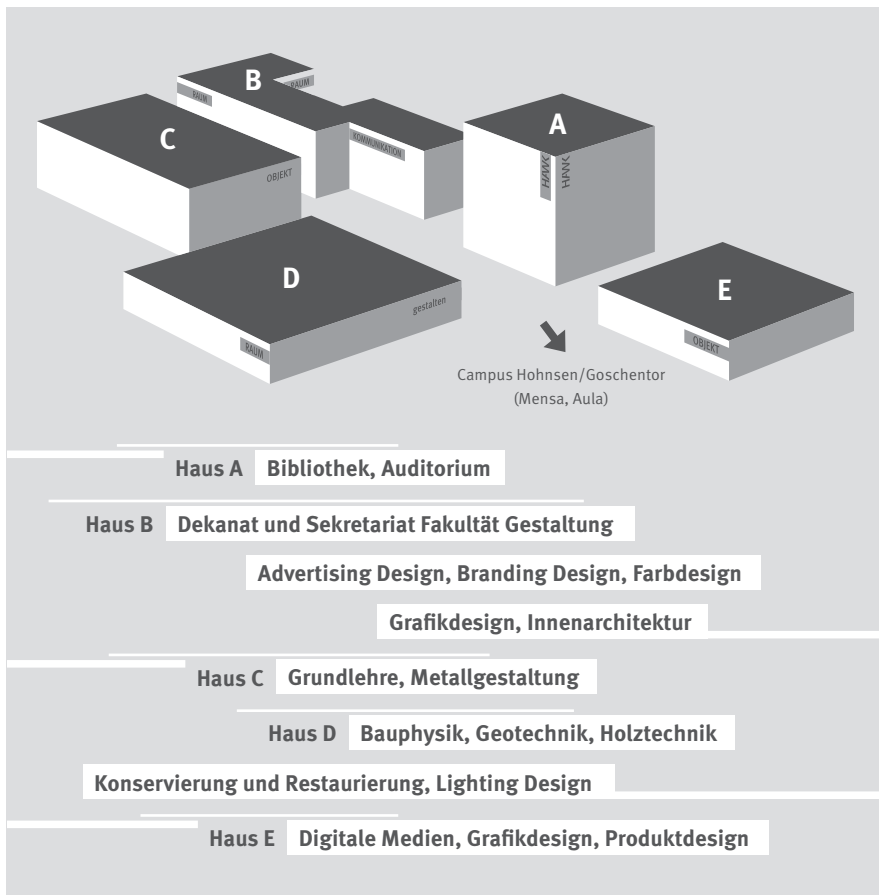 B
RAUM
RAUM
A
C
KOMMUNIKATION
HAWK
HAWK
OBJEKT
D
E
gestalten
RAUM
OBJEKT
Campus Hohnsen/Goschentor
(Mensa, Aula)
Haus A Bibliothek, Auditorium
Haus B Dekanat und Sekretariat Fakultät Gestaltung
Advertising Design, Branding Design, Farbdesign
Grafikdesign, Innenarchitektur
Haus C Grundlehre, Metallgestaltung
Haus D Bauphysik, Geotechnik, Holztechnik
Konservierung und Restaurierung, Lighting Design
Haus E Digitale Medien, Grafikdesign, Produktdesign